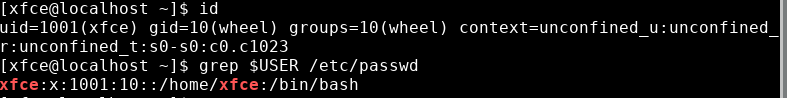 [xfce@localhost ~]$ id
uid=1001(xfce) gid=10(wheel) groups=10(wheel) context=unconfined_u:unconfined_
r:unconfined_t:s0-s0:c0.c1023
[xfce@localhost ~]$ grep $USER /etc/passwd
xfce:x:1001:10::/home/xfce:/bin/bash